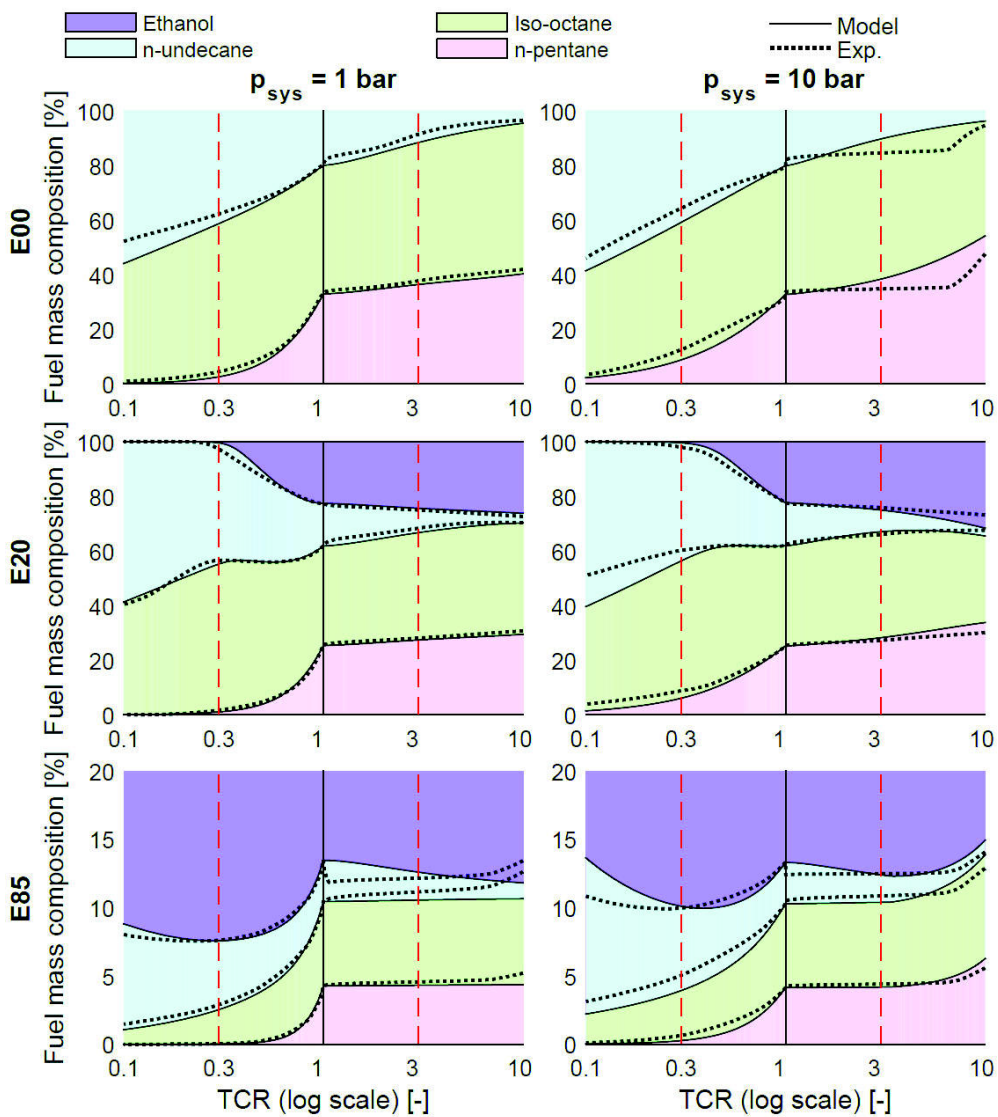 Ethanol Iso-octane Model
n-undecane n-pentane Exp.
p_sys = 1 bar p_sys = 10 bar
E00
Fuel mass composition [%]
100
80
60
40
20
0
0.1 0.3 1 3 10 0.1 0.3 1 3 10
100
80
60
40
20
0
E20
Fuel mass composition [%]
100
80
60
40
20
0
0.1 0.3 1 3 10 0.1 0.3 1 3 10
100
80
60
40
20
0
E85
Fuel mass composition [%]
20
15
10
5
0
0.1 0.3 1 3 10 0.1 0.3 1 3 10
20
15
10
5
0
TCR (log scale) [-] TCR (log scale) [-]